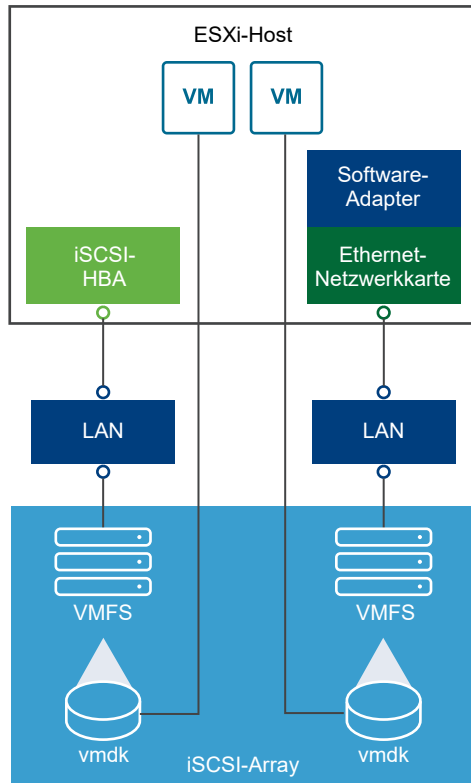 ESXi-Host
VM
VM
Software-
Adapter
iSCSI-
HBA
Ethernet-
Netzwerkkarte
LAN
LAN
VMFS
VMFS
vmdk
vmdk
iSCSI-Array